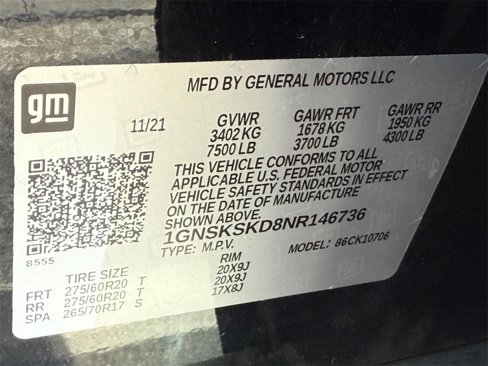 gm
MFD BY GENERAL MOTORS LLC
11/21 GVWR GAWR FRT GAWR RR
3402 KG 1678 KG 1950 KG
7500 LB 3700 LB 4300 LB
THIS VEHICLE CONFORMS TO ALL
APPLICABLE U.S. FEDERAL MOTOR
VEHICLE SAFETY STANDARDS IN EFFECT
ON THE DATE OF MANUFACTURE
SHOWN ABOVE.
1GNSKSKD8NR146736
8555 TYPE: M.P.V. MODEL: 86CK10706
TIRE SIZE RIM
FRT 275/60R20 T 20X9J
RR 275/60R20 T 20X9J
SPA 265/70R17 S 17X8J